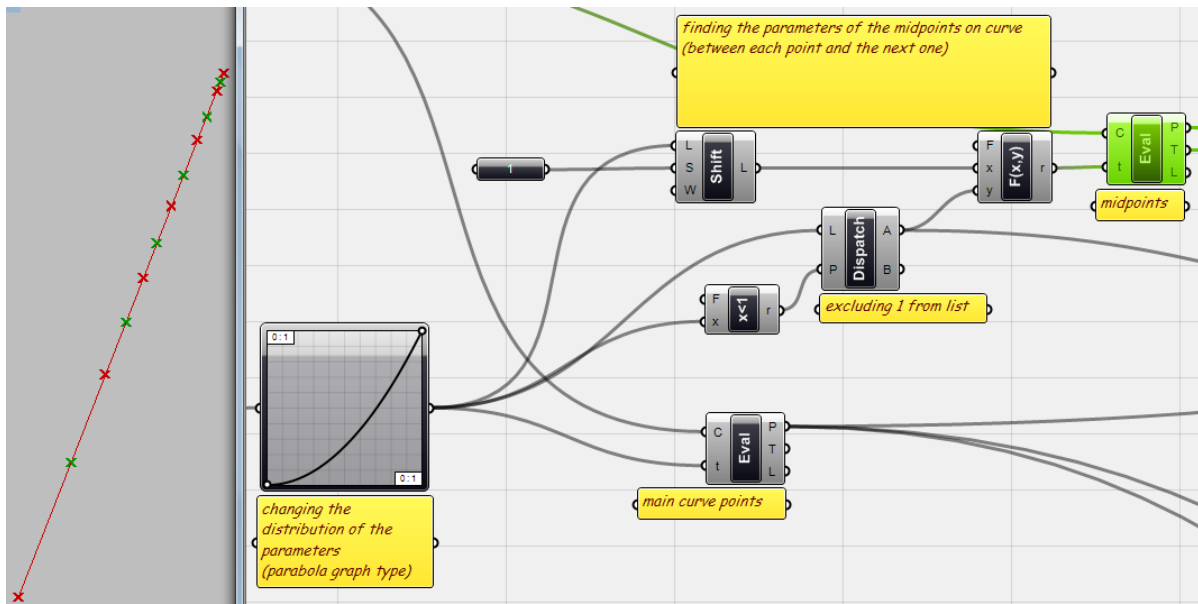 finding the parameters of the midpoints on curve
(between each point and the next one)
1
L
S
W
Shift
L
F
x
y
F(x,y)
r
C
t
Eval
P
T
L
midpoints
L
P
Dispatch
A
B
excluding 1 from list
F
x
x<1
r
0:1
0:1
changing the
distribution of the
parameters
(parabola graph type)
C
t
Eval
P
T
L
main curve points